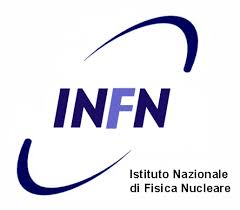 INFN
Istituto Nazionale
di Fisica Nucleare